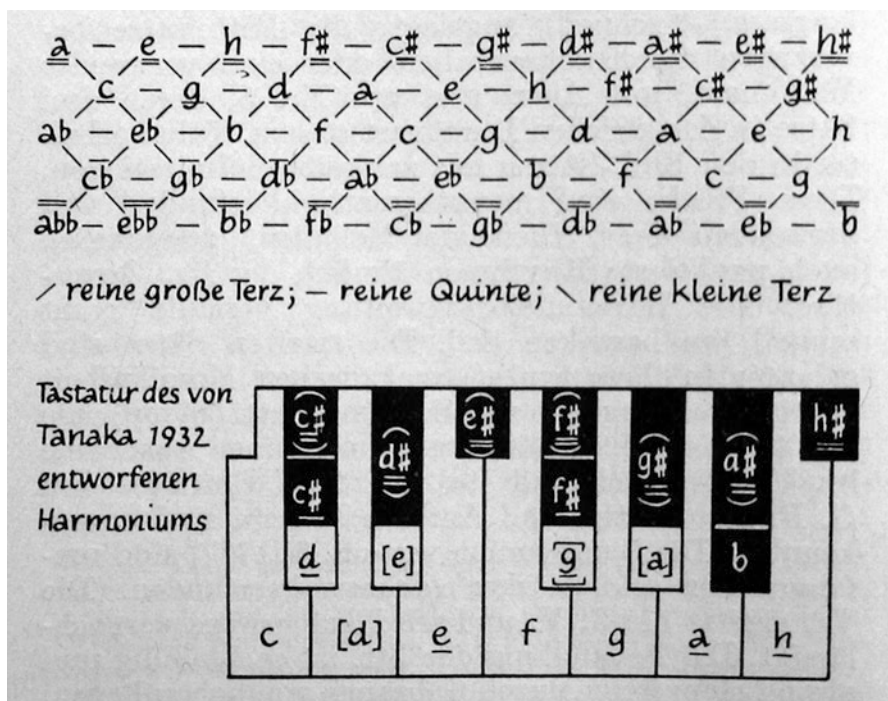 a — e — h — f# — c# — g# — d# — a# — e# — h#
c — g — d — a — e — h — f# — c# — g#
ab — eb — b — f — c — g — d — a — e — h
cb — gb — db — ab — eb — b — f — c — g
abb — ebb — bb — fb — cb — gb — db — ab — eb — b
/ reine große Terz; — reine Quinte; \ reine kleine Terz
Tastatur des von
Tanaka 1932
entworfenen
Harmoniums
(c#) (d#) e# (f#) (g#) (a#) h#
c# f#
d [e] [g] [a] b
c [d] e f g a h